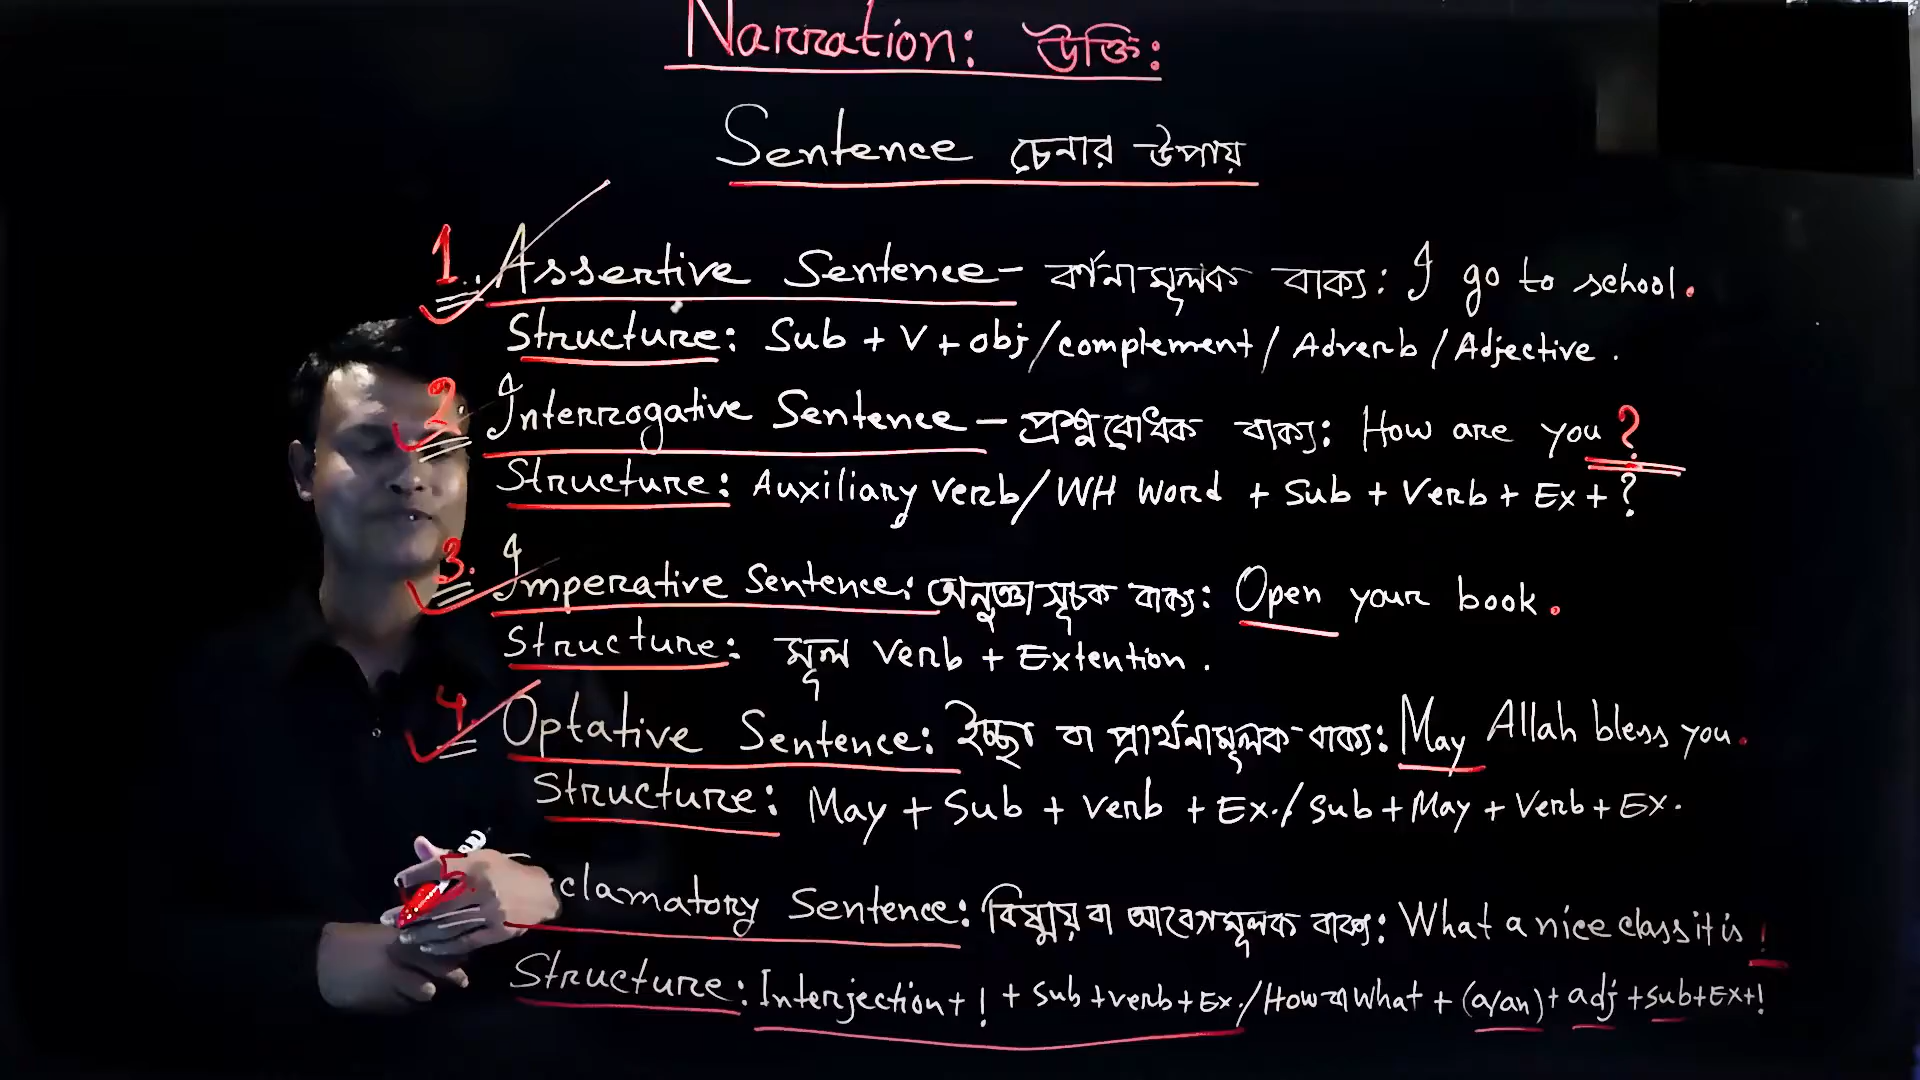 Narration: উক্তি:
Sentence চেনার উপায়
1. Assertive Sentence - বর্ণনামূলক বাক্য: I go to school.
Structure: Sub + V + obj/complement/Adverb/Adjective.
2. Interrogative Sentence - প্রশ্নবোধক বাক্য: How are you?
Structure: Auxiliary verb/WH word + Sub + Verb + Ex + ?
3. Imperative Sentence: অনুজ্ঞাসূচক বাক্য: Open your book.
Structure: মূল verb + Extention.
4. Optative Sentence: ইচ্ছা বা প্রার্থনামূলক বাক্য: May Allah bless you.
Structure: May + Sub + verb + Ex./Sub + May + Verb + Ex.
5. clamatory Sentence: বিষ্ময় বা আবেগমূলক বাক্য: What a nice class it is !
Structure: Interjection + ! + Sub + verb + Ex./How বা What + (a/an) + adj + sub + Ex + !